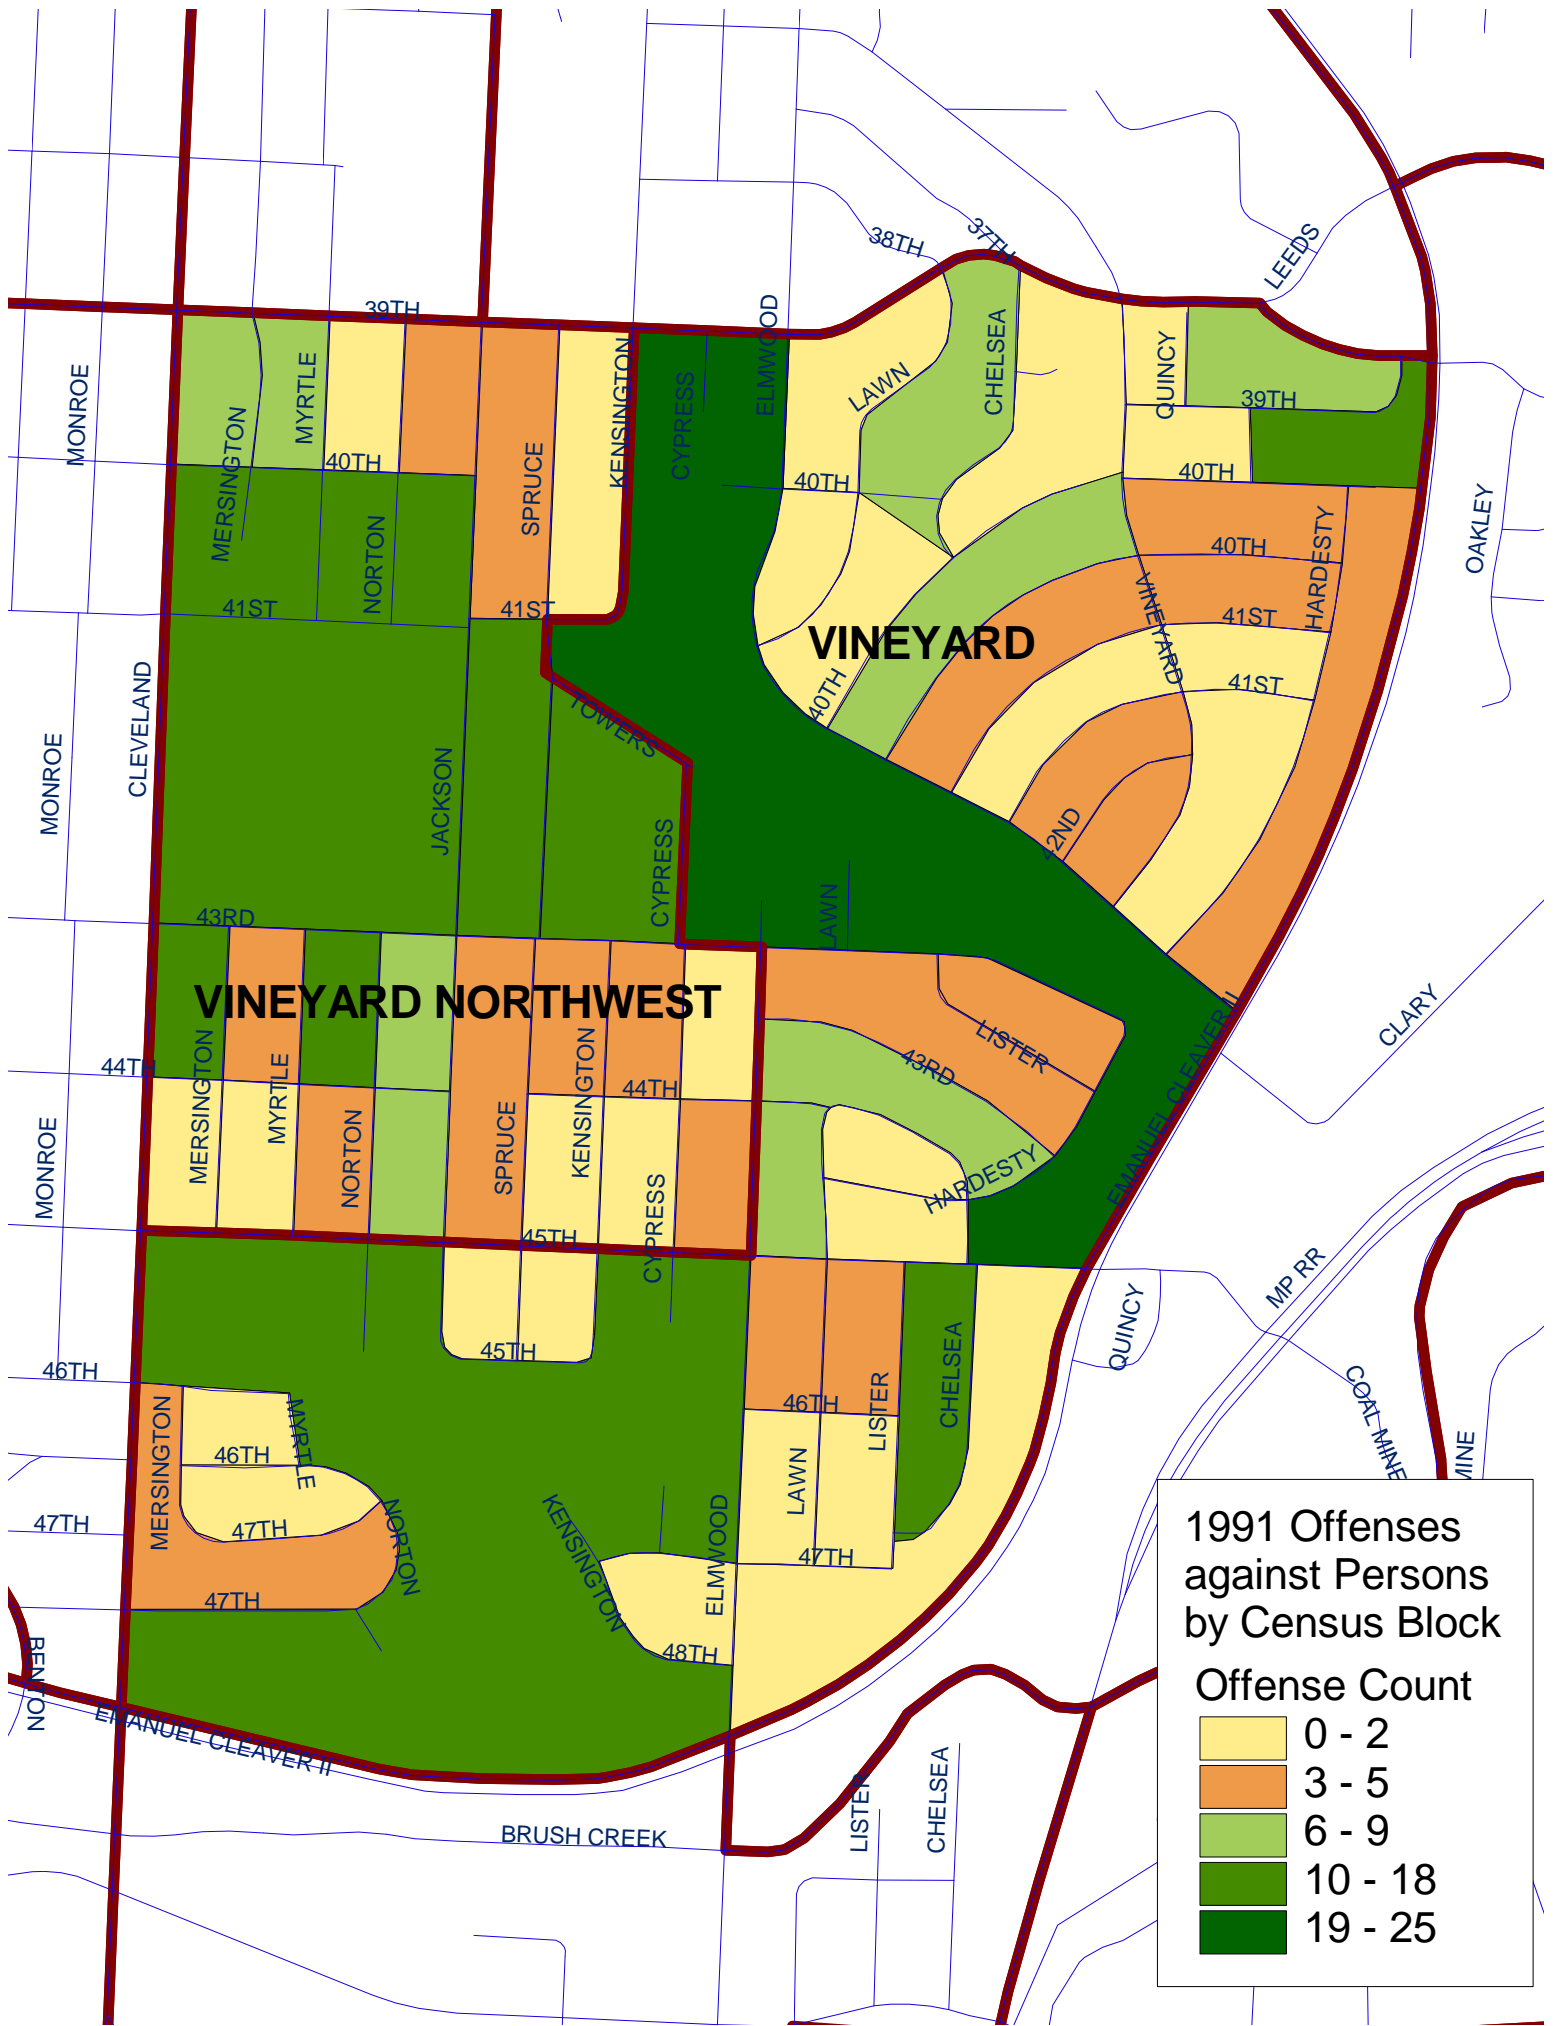 38TH
37TH
LEEDS
39TH
ELMWOOD
MONROE
MYRTLE
KENSINGTON
CYPRESS
LAWN
CHELSEA
QUINCY
39TH
MERSINGTON
40TH
SPRUCE
40TH
40TH
OAKLEY
NORTON
HARDESTY
40TH
41ST
41ST
VINEYARD
VINEYARD
41ST
CLEVELAND
40TH
41ST
TOWERS
MONROE
JACKSON
42ND
CYPRESS
LAWN
43RD
VINEYARD NORTHWEST
LISTER
CLARY
44TH
MERSINGTON
MYRTLE
KENSINGTON
44TH
43RD
EMANUEL CLEAVER II
MONROE
NORTON
SPRUCE
CYPRESS
HARDESTY
45TH
MP RR
QUINCY
45TH
CHELSEA
46TH
MERSINGTON
MYRTLE
46TH
LISTER
COAL MINE
MINE
46TH
LAWN
47TH
47TH
NORTON
KENSINGTON
ELMWOOD
47TH
47TH
48TH
BENTON
EMANUEL CLEAVER II
LISTER
CHELSEA
BRUSH CREEK
1991 Offenses
against Persons
by Census Block
Offense Count
0 - 2
3 - 5
6 - 9
10 - 18
19 - 25